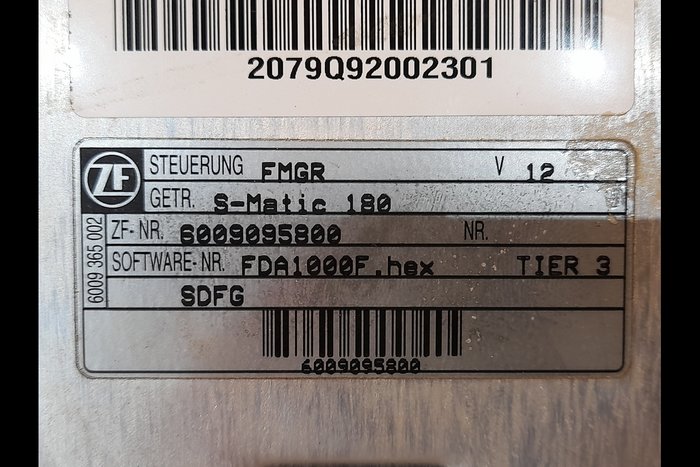 2079Q92002301
ZF
STEUERUNG FMGR V 12
GETR. S-Matic 180
ZF-NR. 6009095800 NR.
SOFTWARE-NR. FDA1000F.hex TIER 3
SDFG
6009 365 002
6009095800